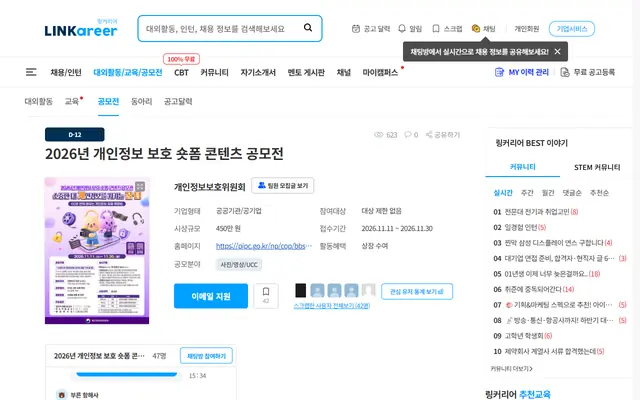 링커리어
LINKareer
대외활동, 인턴, 채용 정보를 검색해보세요
공고 달력
알림
스크랩
채팅
개인회원
기업서비스
채팅방에서 실시간으로 채용 정보를 공유해보세요!
100% 무료
채용/인턴
대외활동/교육/공모전
CBT
커뮤니티
자기소개서
멘토 게시판
채널
마이캠퍼스
MY 이력 관리
무료 공고등록
대외활동
교육
공모전
동아리
공고달력
D-12
623
0
공유하기
2026년 개인정보 보호 숏폼 콘텐츠 공모전
개인정보보호위원회
팀원 모집글 보기
기업형태 공공기관/공기업
참여대상 대상 제한 없음
시상규모 450만 원
접수기간 2026.11.11 ~ 2026.11.30
홈페이지 https://pipc.go.kr/np/cop/bbs...
활동혜택 상장 수여
공모분야 사진/영상/UCC
이메일 지원
42
관심 유저 통계 보기
스크랩한 사용자 전체보기 (42명)
2026년 개인정보 보호 숏폼 콘...
47명
채팅방 참여하기
15 : 34
푸른 항해사
링커리어 BEST 이야기
커뮤니티
STEM 커뮤니티
실시간
주간
월간
댓글순
추천순
01 전문대 전기과 취업고민 (8)
02 임경철 인턴 (5)
03 찐막 삼성 디스플레이 연스 구합니다 (4)
04 대기업 면접 준비, 합격자·현직자 글 6... (5)
05 01년생 이제 너무 늦은걸까요.. (18)
06 취준에 중독되어간다 (14)
07 기획&마케팅 스펙으로 추천! 아이... (5)
08 방송·통신·항공사까지! 하반기 대... (5)
09 고학년 학생회 (6)
10 제약회사 계열사 서류 합격했는데 (5)
커뮤니티 더보기
링커리어 추천교육